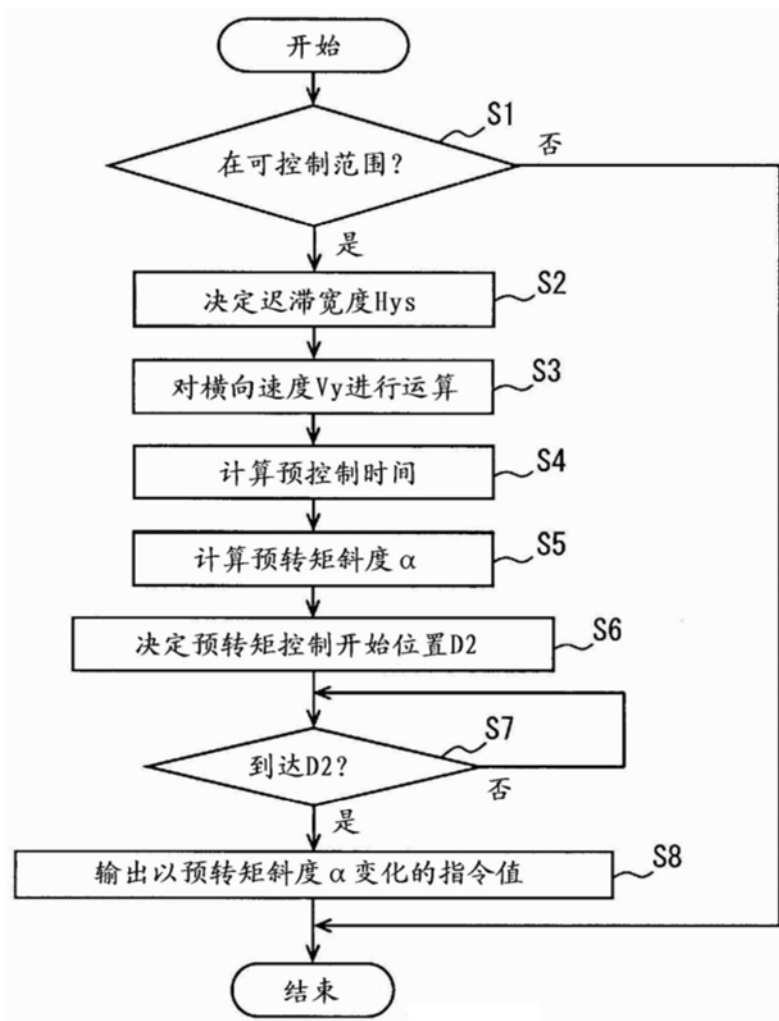 开始
S1
在可控制范围?
否
是
决定迟滞宽度Hys
S2
对横向速度Vy进行运算
S3
计算预控制时间
S4
计算预转矩斜度α
S5
决定预转矩控制开始位置D2
S6
S7
到达D2?
否
是
输出以预转矩斜度α变化的指令值
S8
结束